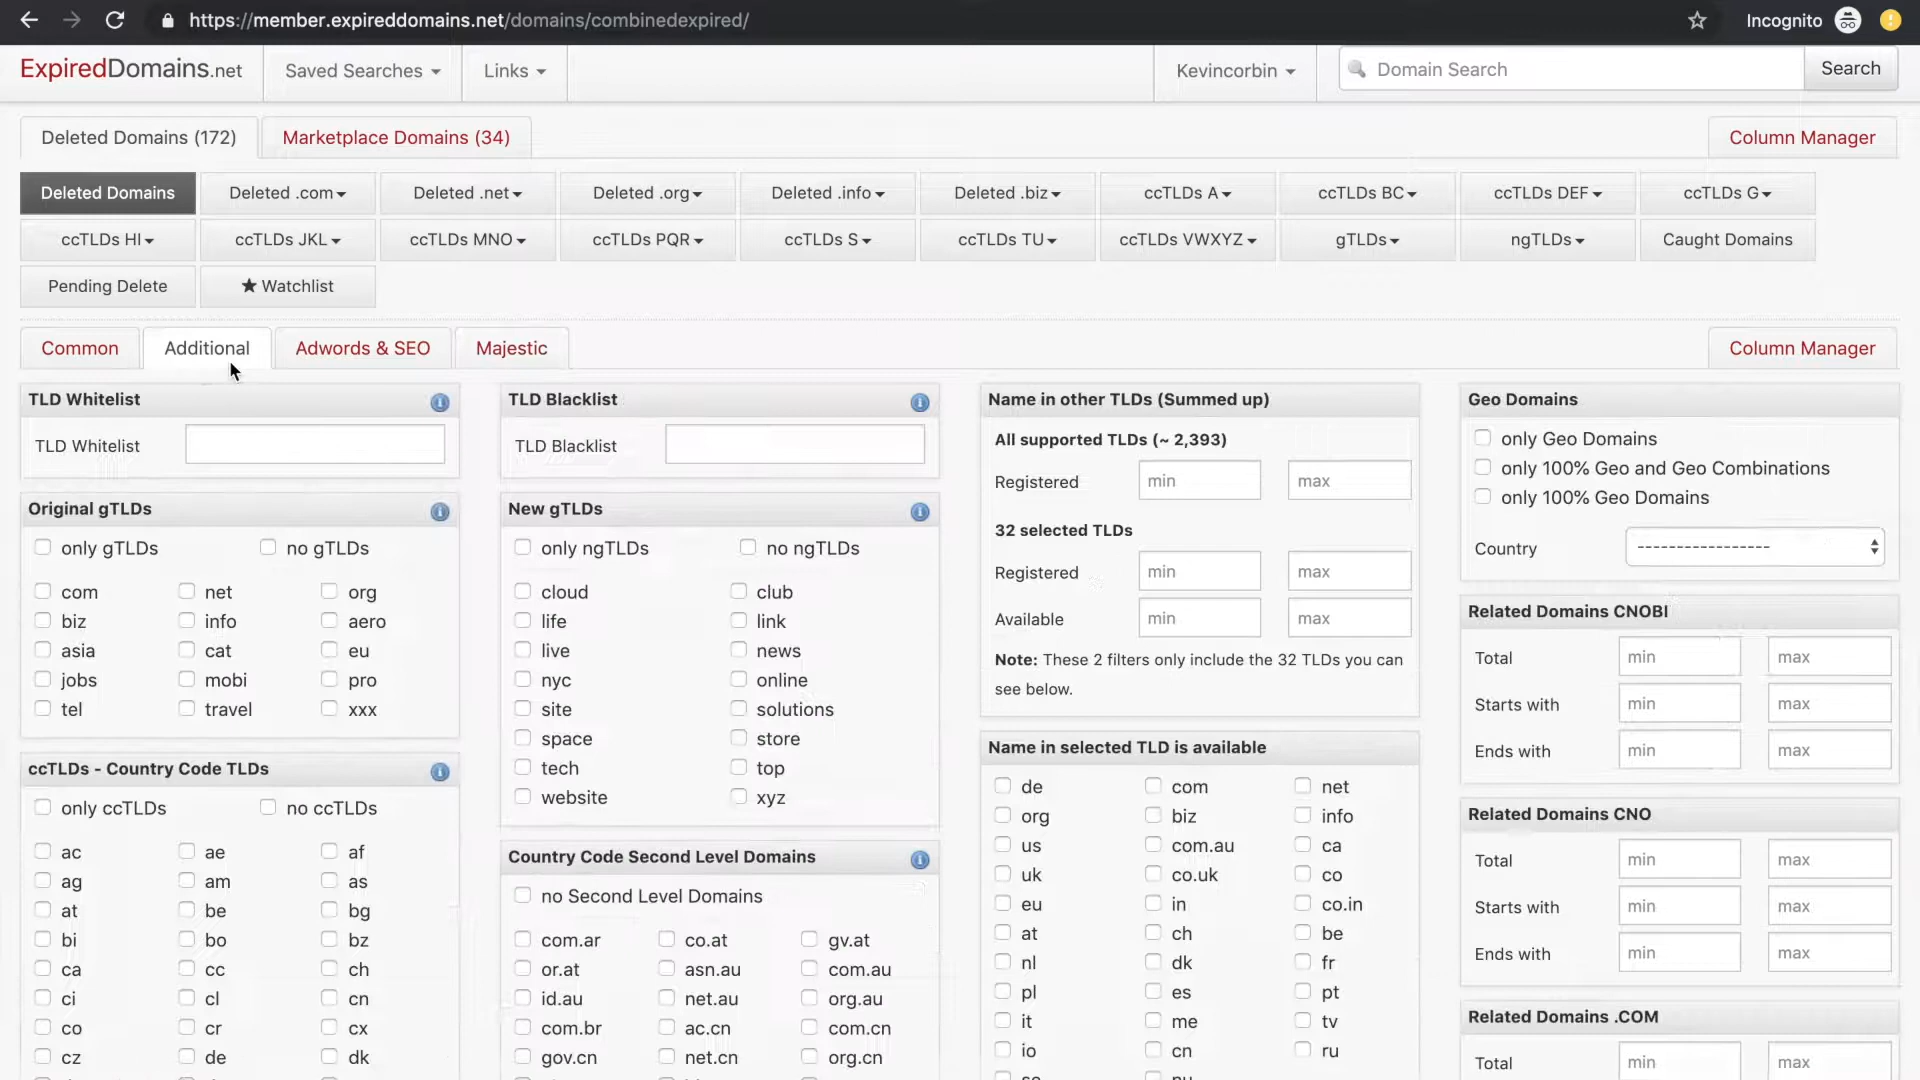 https://member.expireddomains.net/domains/combinedexpired/
Incognito
ExpiredDomains.net
Saved Searches
Links
Kevincorbin
Domain Search
Search
Deleted Domains (172)
Marketplace Domains (34)
Column Manager
Deleted Domains
Deleted .com
Deleted .net
Deleted .org
Deleted .info
Deleted .biz
ccTLDs A
ccTLDs BC
ccTLDs DEF
ccTLDs G
ccTLDs HI
ccTLDs JKL
ccTLDs MNO
ccTLDs PQR
ccTLDs S
ccTLDs TU
ccTLDs VWXYZ
gTLDs
ngTLDs
Caught Domains
Pending Delete
★ Watchlist
Common
Additional
Adwords & SEO
Majestic
Column Manager
TLD Whitelist
TLD Whitelist
Original gTLDs
only gTLDs no gTLDs
com net org
biz info aero
asia cat eu
jobs mobi pro
tel travel xxx
ccTLDs - Country Code TLDs
only ccTLDs no ccTLDs
ac ae af
ag am as
at be bg
bi bo bz
ca cc ch
ci cl cn
co cr cx
cz de dk
TLD Blacklist
TLD Blacklist
New gTLDs
only ngTLDs no ngTLDs
cloud club
life link
live news
nyc online
site solutions
space store
tech top
website xyz
Country Code Second Level Domains
no Second Level Domains
com.ar co.at gv.at
or.at asn.au com.au
id.au net.au org.au
com.br ac.cn com.cn
gov.cn net.cn org.cn
Name in other TLDs (Summed up)
All supported TLDs (~ 2,393)
Registered min max
32 selected TLDs
Registered min max
Available min max
Note: These 2 filters only include the 32 TLDs you can
see below.
Name in selected TLD is available
de com net
org biz info
us com.au ca
uk co.uk co
eu in co.in
at ch be
nl dk fr
pl es pt
it me tv
io cn ru
Geo Domains
only Geo Domains
only 100% Geo and Geo Combinations
only 100% Geo Domains
Country -----------------
Related Domains CNOBI
Total min max
Starts with min max
Ends with min max
Related Domains CNO
Total min max
Starts with min max
Ends with min max
Related Domains .COM
Total min max